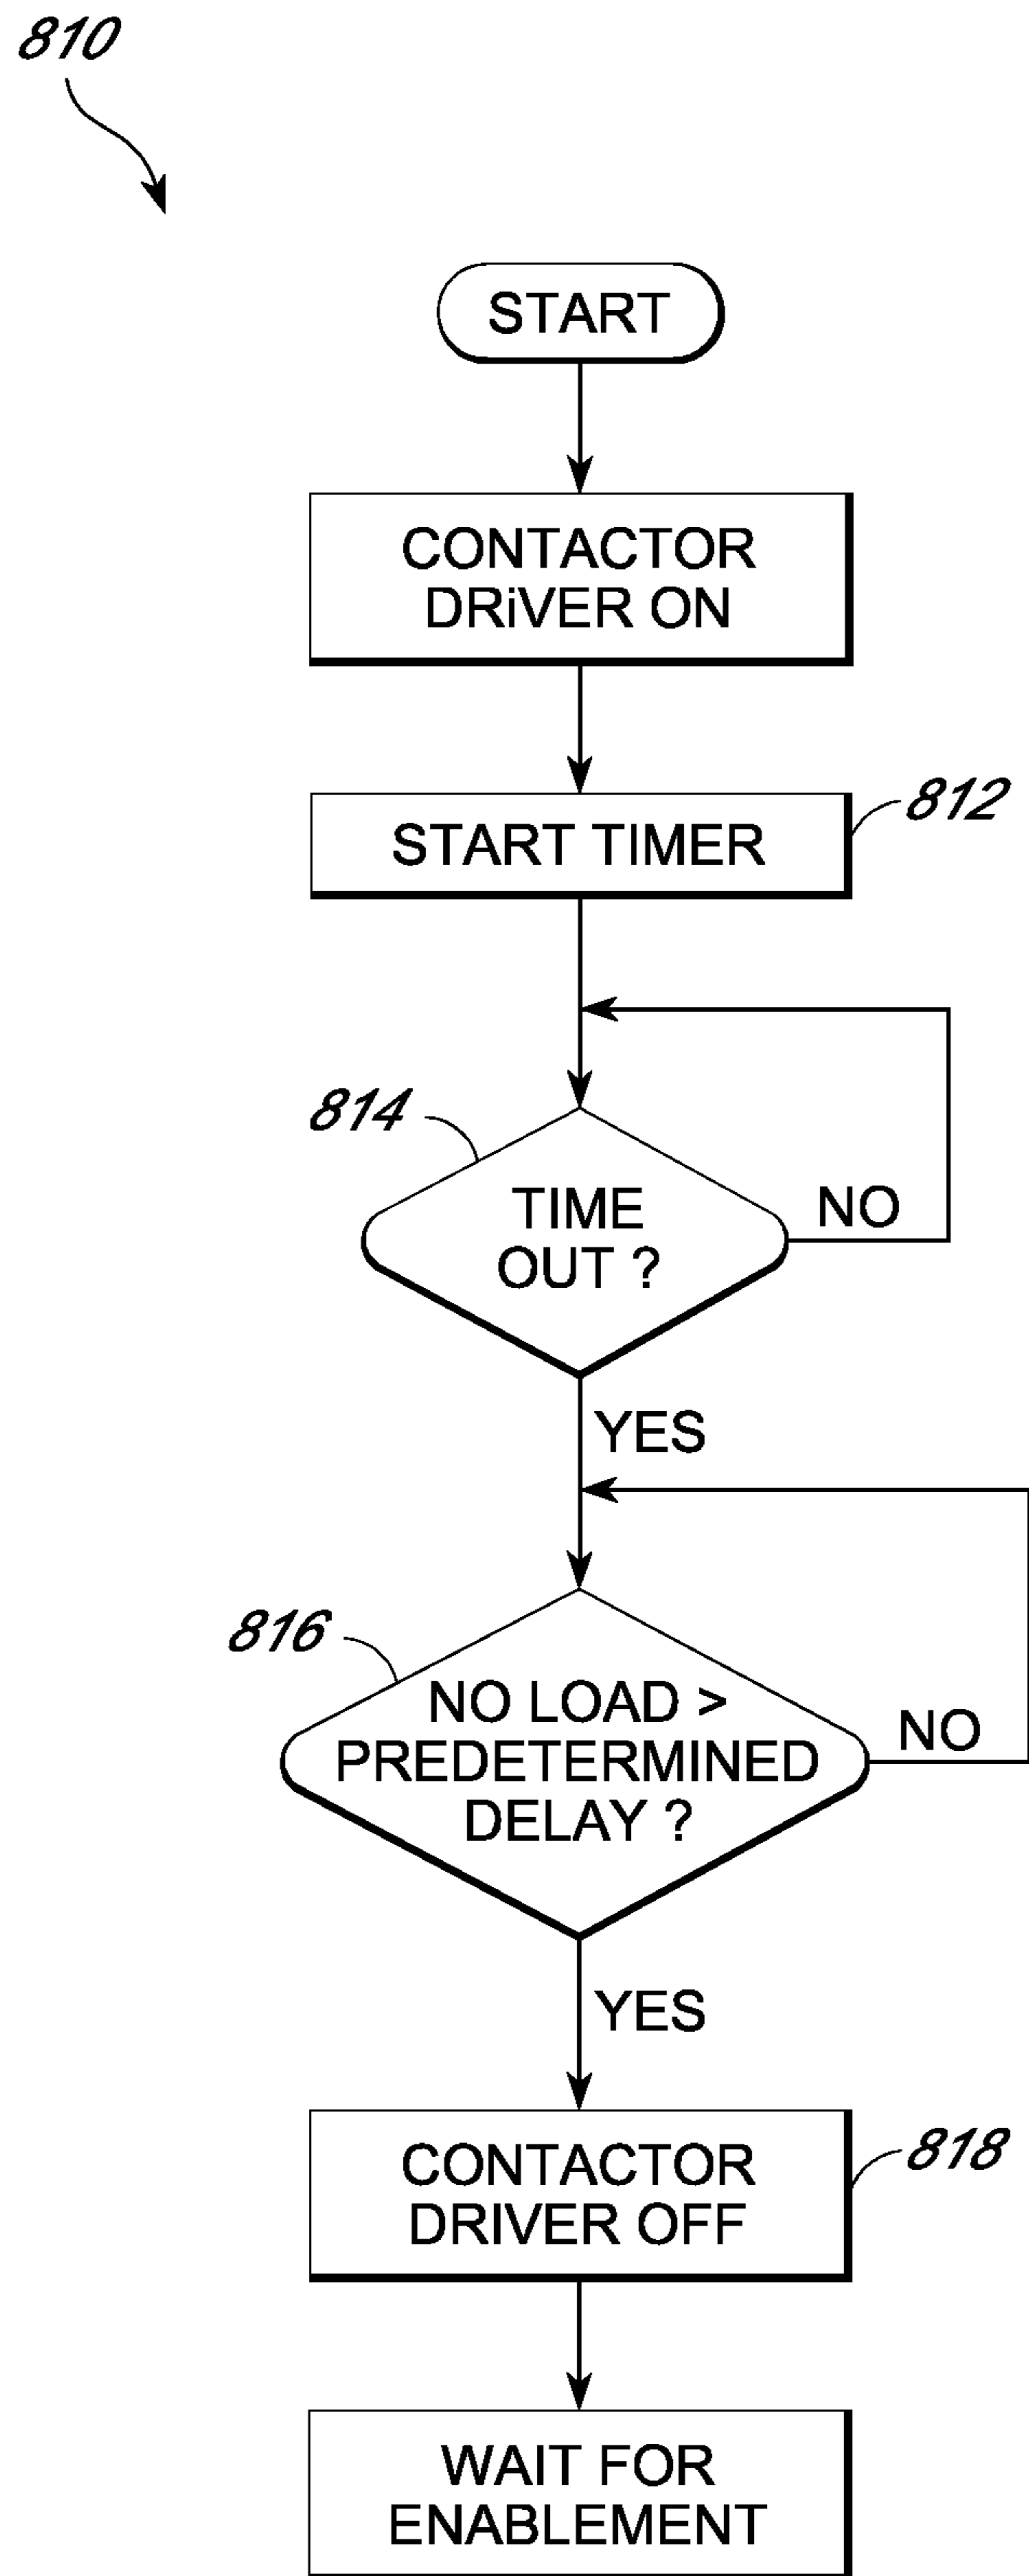 810
START
CONTACTOR
DRiVER ON
START TIMER
812
814
TIME
OUT ?
NO
YES
816
NO LOAD >
PREDETERMINED
DELAY ?
NO
YES
CONTACTOR
DRIVER OFF
818
WAIT FOR
ENABLEMENT